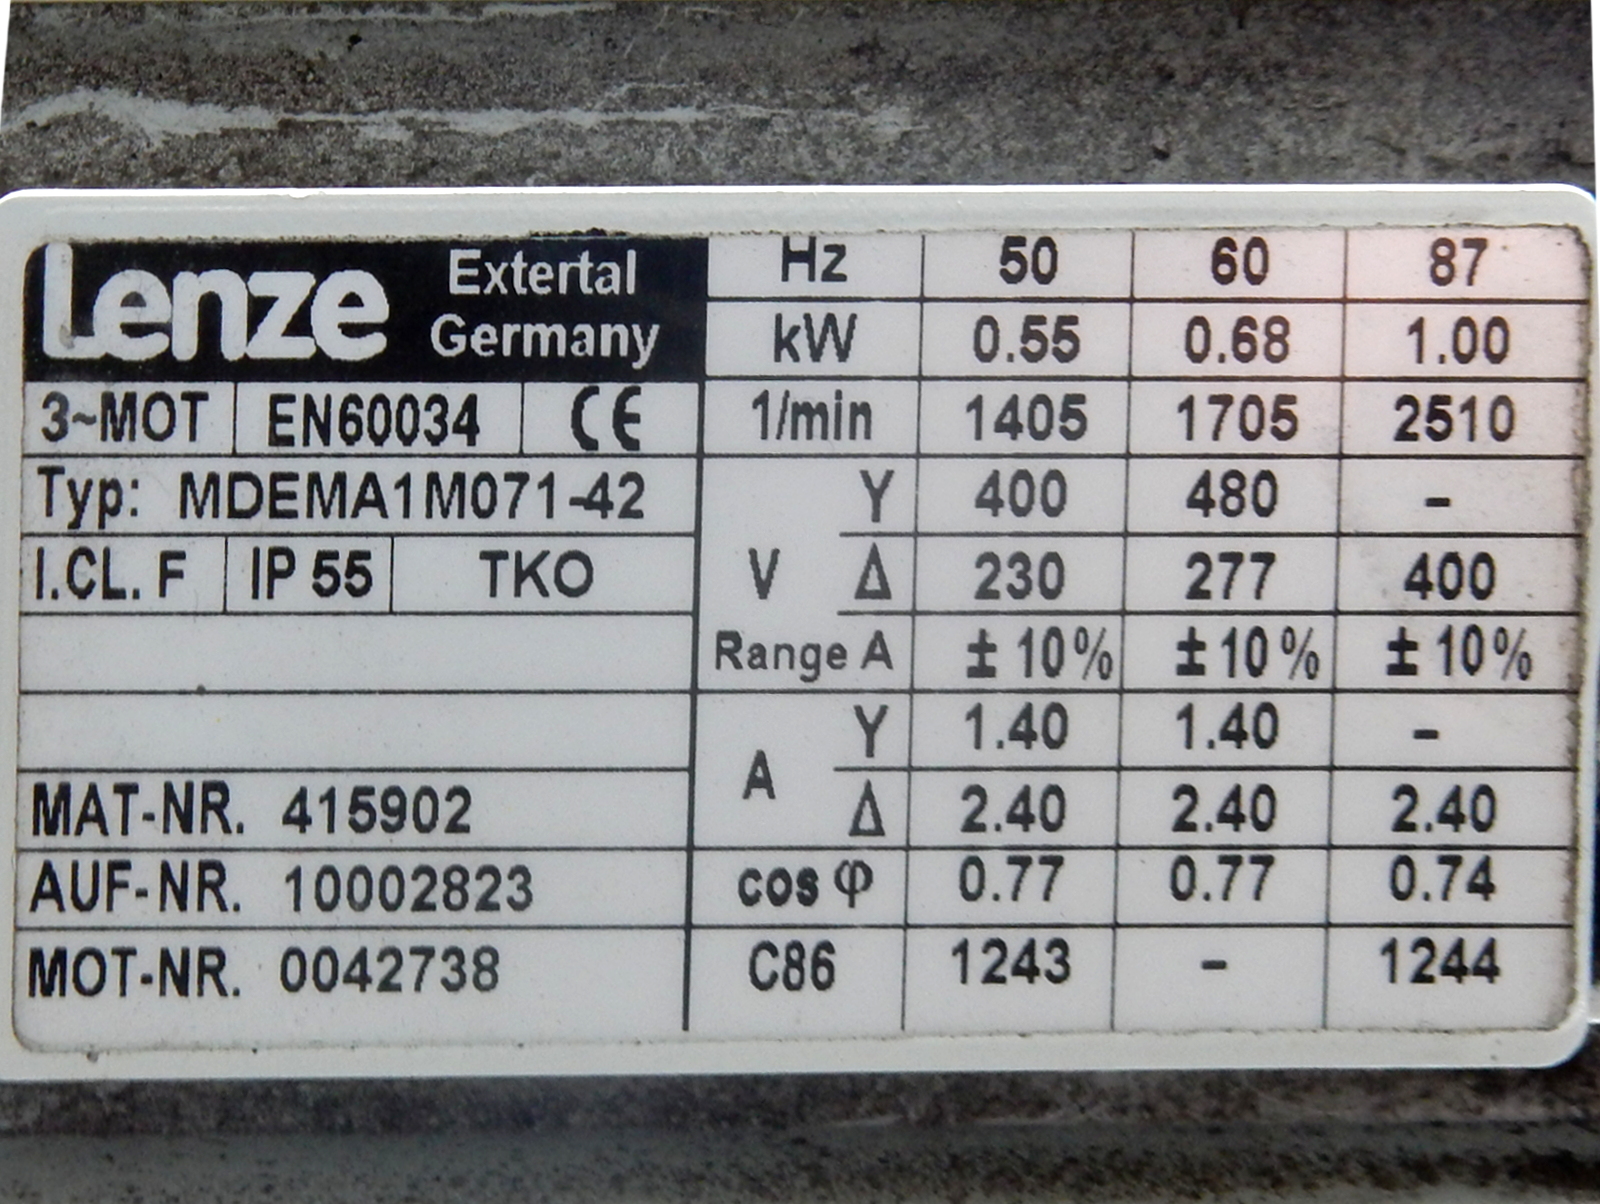 Lenze Extertal Germany
3~MOT EN60034 CE
Typ: MDEMA1M071-42
I.CL. F IP 55 TKO
MAT-NR. 415902
AUF-NR. 10002823
MOT-NR. 0042738
Hz 50 60 87
kW 0.55 0.68 1.00
1/min 1405 1705 2510
V Y 400 480 -
Δ 230 277 400
Range A ± 10% ± 10% ± 10%
A Y 1.40 1.40 -
Δ 2.40 2.40 2.40
cos φ 0.77 0.77 0.74
C86 1243 - 1244